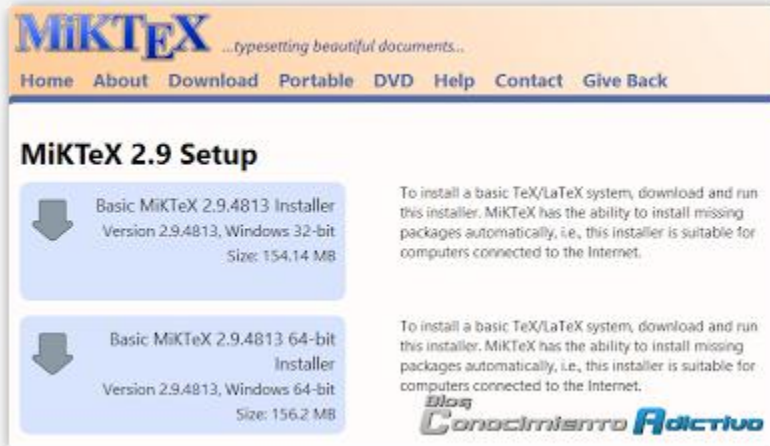 MiKTEX ...typesetting beautiful documents...
Home About Download Portable DVD Help Contact Give Back
MiKTeX 2.9 Setup
Basic MiKTeX 2.9.4813 Installer
Version 2.9.4813, Windows 32-bit
Size: 154.14 MB
To install a basic TeX/LaTeX system, download and run
this installer. MiKTeX has the ability to install missing
packages automatically, i.e., this installer is suitable for
computers connected to the Internet.
Basic MiKTeX 2.9.4813 64-bit
Installer
Version 2.9.4813, Windows 64-bit
Size: 156.2 MB
To install a basic TeX/LaTeX system, download and run
this installer. MiKTeX has the ability to install missing
packages automatically, i.e., this installer is suitable for
computers connected to the Internet.
Blog
Conocimiento Adictivo